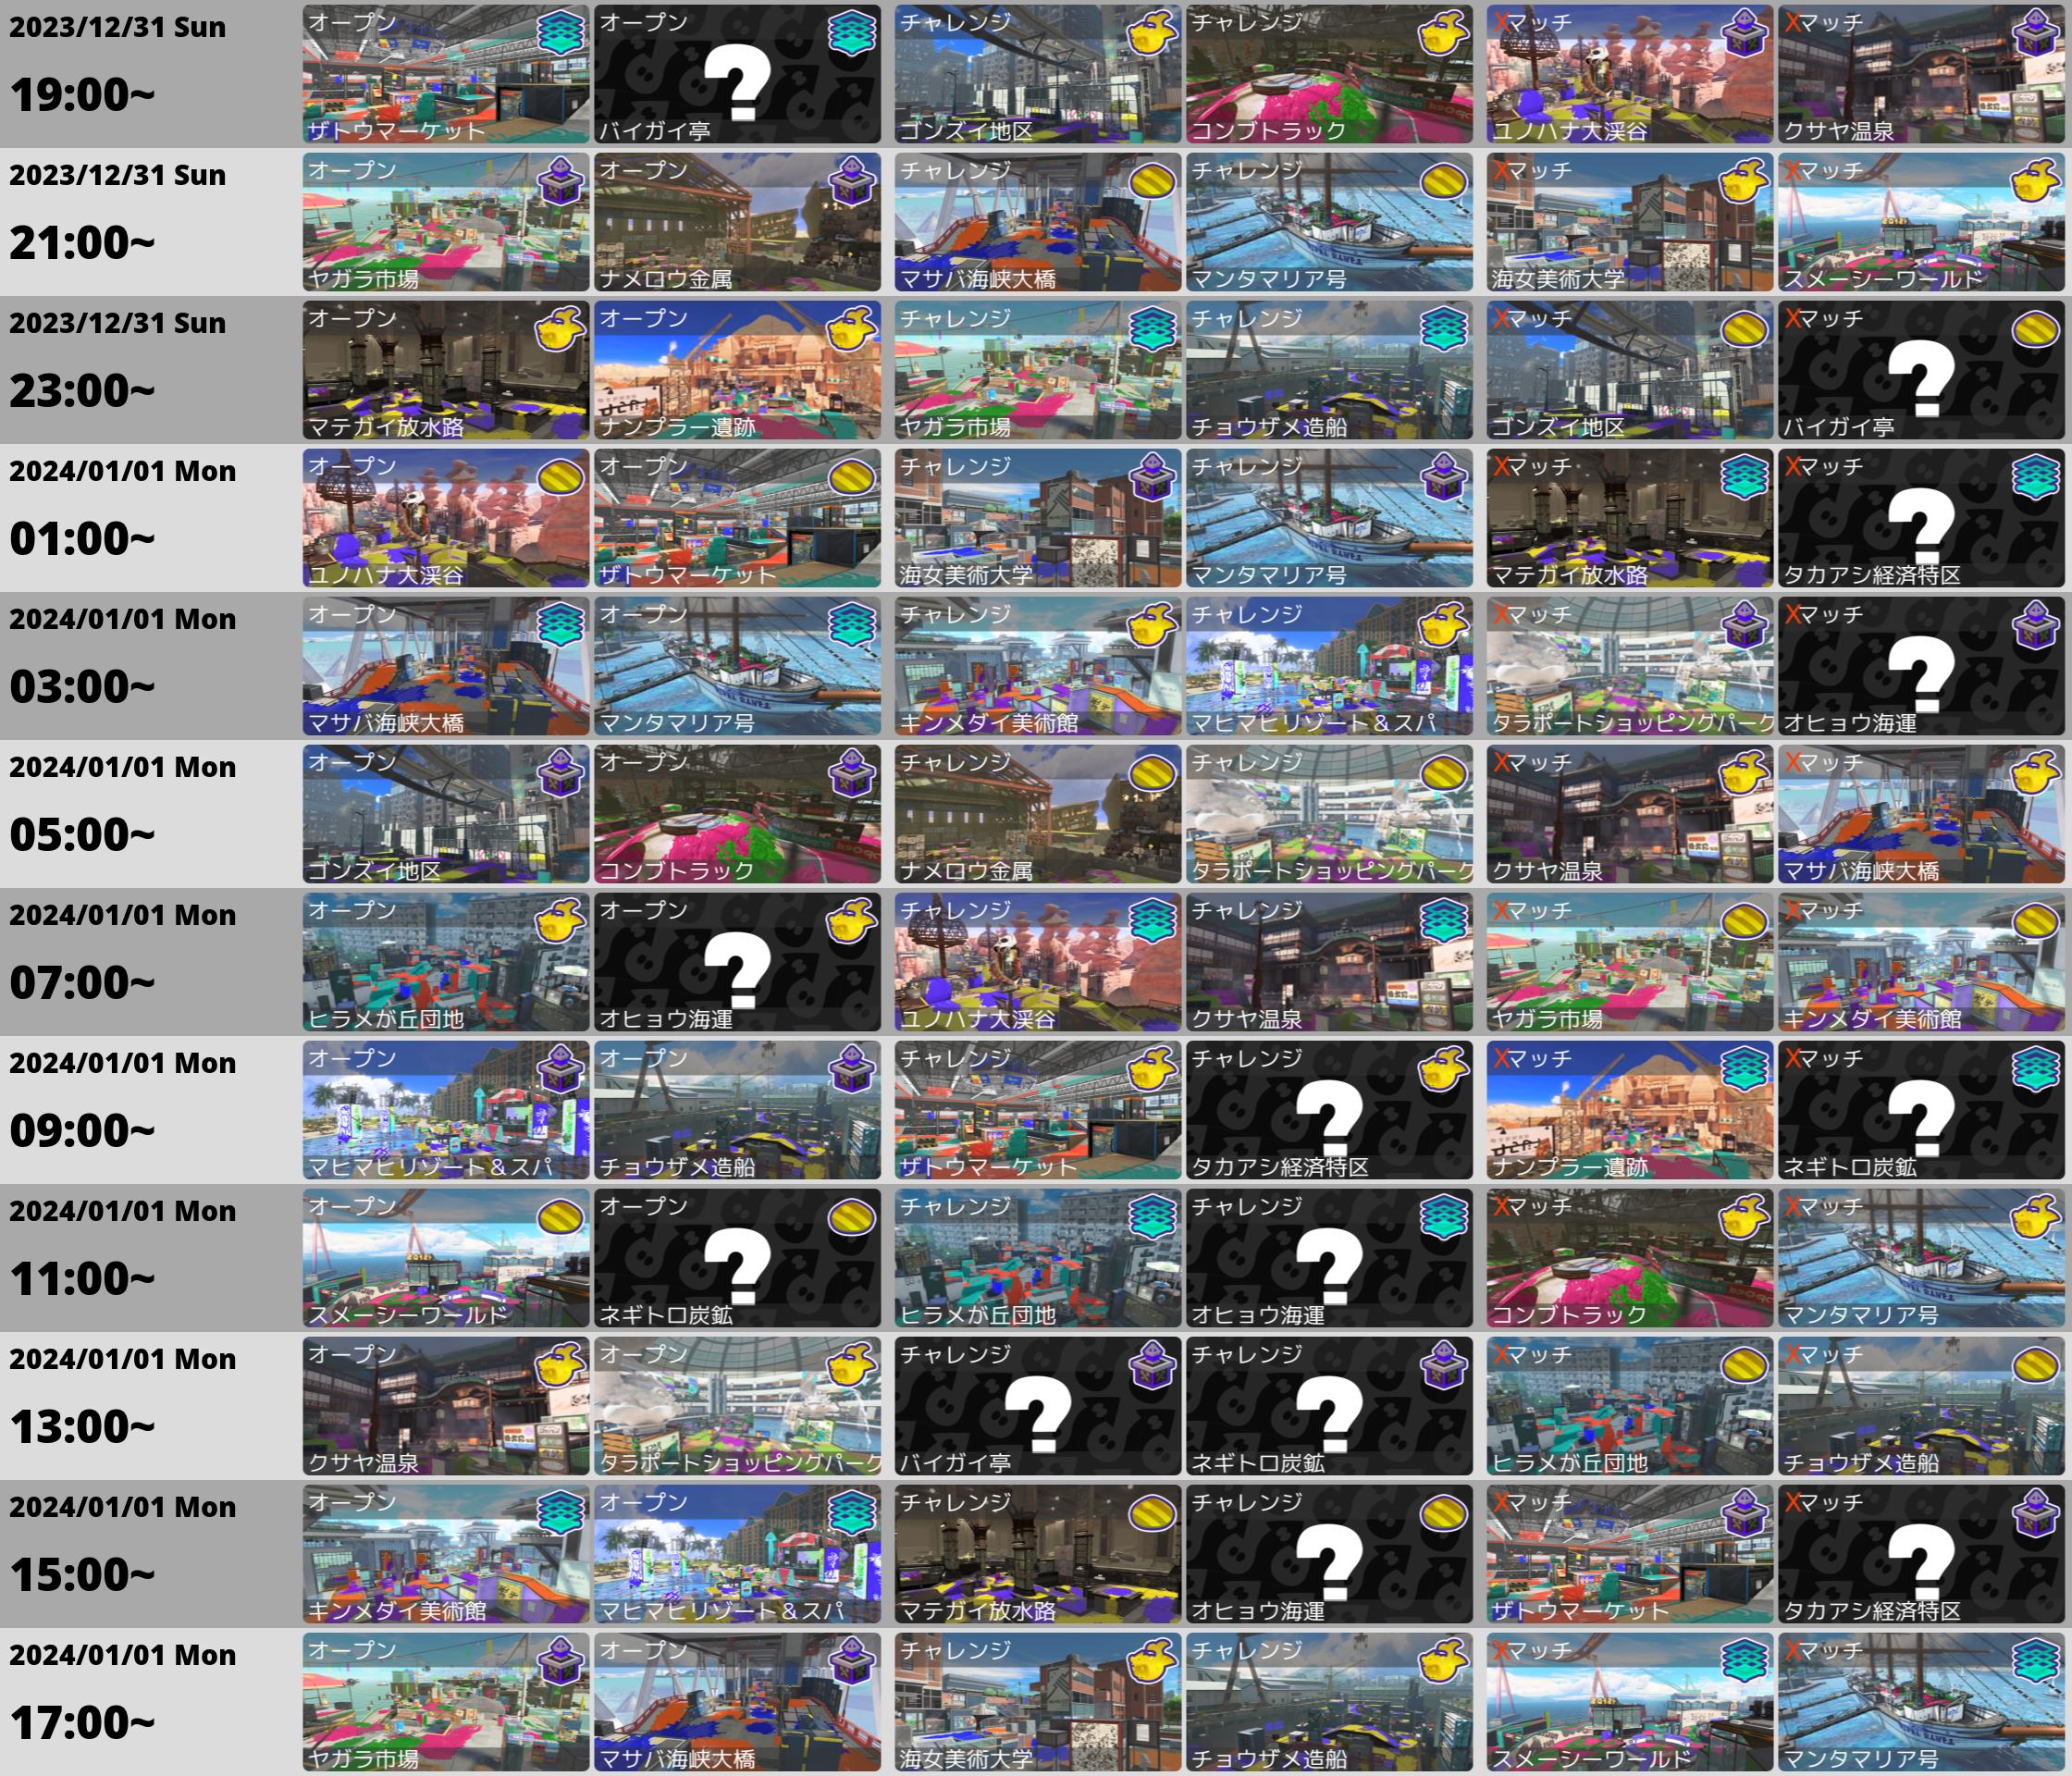 2023/12/31 Sun
19:00~
オープン オープン チャレンジ チャレンジ Xマッチ Xマッチ
ザトウマーケット バイガイ亭 ゴンズイ地区 コンブトラック ユノハナ大渓谷 クサヤ温泉
2023/12/31 Sun
21:00~
オープン オープン チャレンジ チャレンジ Xマッチ Xマッチ
ヤガラ市場 ナメロウ金属 マサバ海峡大橋 マンタマリア号 海女美術大学 スメーシーワールド
2023/12/31 Sun
23:00~
オープン オープン チャレンジ チャレンジ Xマッチ Xマッチ
マテガイ放水路 ナンプラー遺跡 ヤガラ市場 チョウザメ造船 ゴンズイ地区 バイガイ亭
2024/01/01 Mon
01:00~
オープン オープン チャレンジ チャレンジ Xマッチ Xマッチ
ユノハナ大渓谷 ザトウマーケット 海女美術大学 マンタマリア号 マテガイ放水路 タカアシ経済特区
2024/01/01 Mon
03:00~
オープン オープン チャレンジ チャレンジ Xマッチ Xマッチ
マサバ海峡大橋 マンタマリア号 キンメダイ美術館 マヒマヒリゾート＆スパ タラポートショッピングパーク オヒョウ海運
2024/01/01 Mon
05:00~
オープン オープン チャレンジ チャレンジ Xマッチ Xマッチ
ゴンズイ地区 コンブトラック ナメロウ金属 タラポートショッピングパーク クサヤ温泉 マサバ海峡大橋
2024/01/01 Mon
07:00~
オープン オープン チャレンジ チャレンジ Xマッチ Xマッチ
ヒラメが丘団地 オヒョウ海運 ユノハナ大渓谷 クサヤ温泉 ヤガラ市場 キンメダイ美術館
2024/01/01 Mon
09:00~
オープン オープン チャレンジ チャレンジ Xマッチ Xマッチ
マヒマヒリゾート＆スパ チョウザメ造船 ザトウマーケット タカアシ経済特区 ナンプラー遺跡 ネギトロ炭鉱
2024/01/01 Mon
11:00~
オープン オープン チャレンジ チャレンジ Xマッチ Xマッチ
スメーシーワールド ネギトロ炭鉱 ヒラメが丘団地 オヒョウ海運 コンブトラック マンタマリア号
2024/01/01 Mon
13:00~
オープン オープン チャレンジ チャレンジ Xマッチ Xマッチ
クサヤ温泉 タラポートショッピングパーク バイガイ亭 ネギトロ炭鉱 ヒラメが丘団地 チョウザメ造船
2024/01/01 Mon
15:00~
オープン オープン チャレンジ チャレンジ Xマッチ Xマッチ
キンメダイ美術館 マヒマヒリゾート＆スパ マテガイ放水路 オヒョウ海運 ザトウマーケット タカアシ経済特区
2024/01/01 Mon
17:00~
オープン オープン チャレンジ チャレンジ Xマッチ Xマッチ
ヤガラ市場 マサバ海峡大橋 海女美術大学 チョウザメ造船 スメーシーワールド マンタマリア号